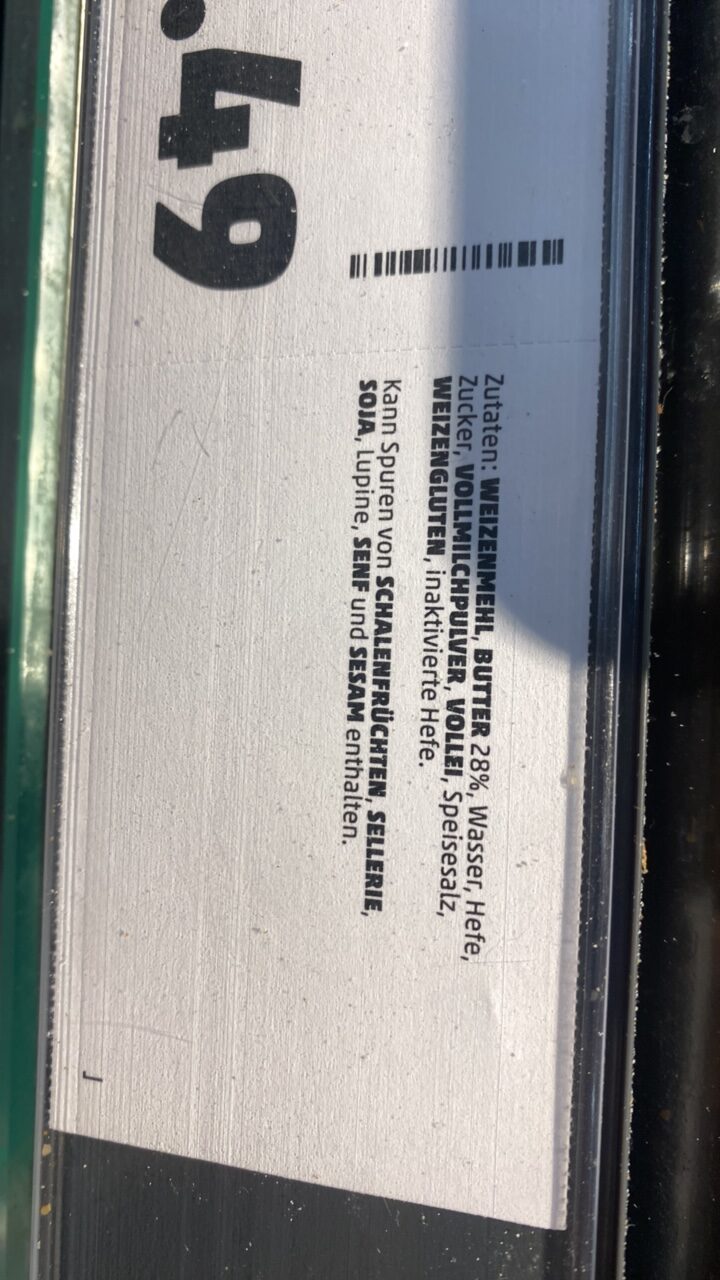 .49
Zutaten: WEIZENMEHL, BUTTER 28%, Wasser, Hefe,
Zucker, VOLLMILCHPULVER, VOLLEI, Speisesalz,
WEIZENGLUTEN, inaktivierte Hefe.
Kann Spuren von SCHALENFRÜCHTEN, SELLERIE,
SOJA, Lupine, SENF und SESAM enthalten.